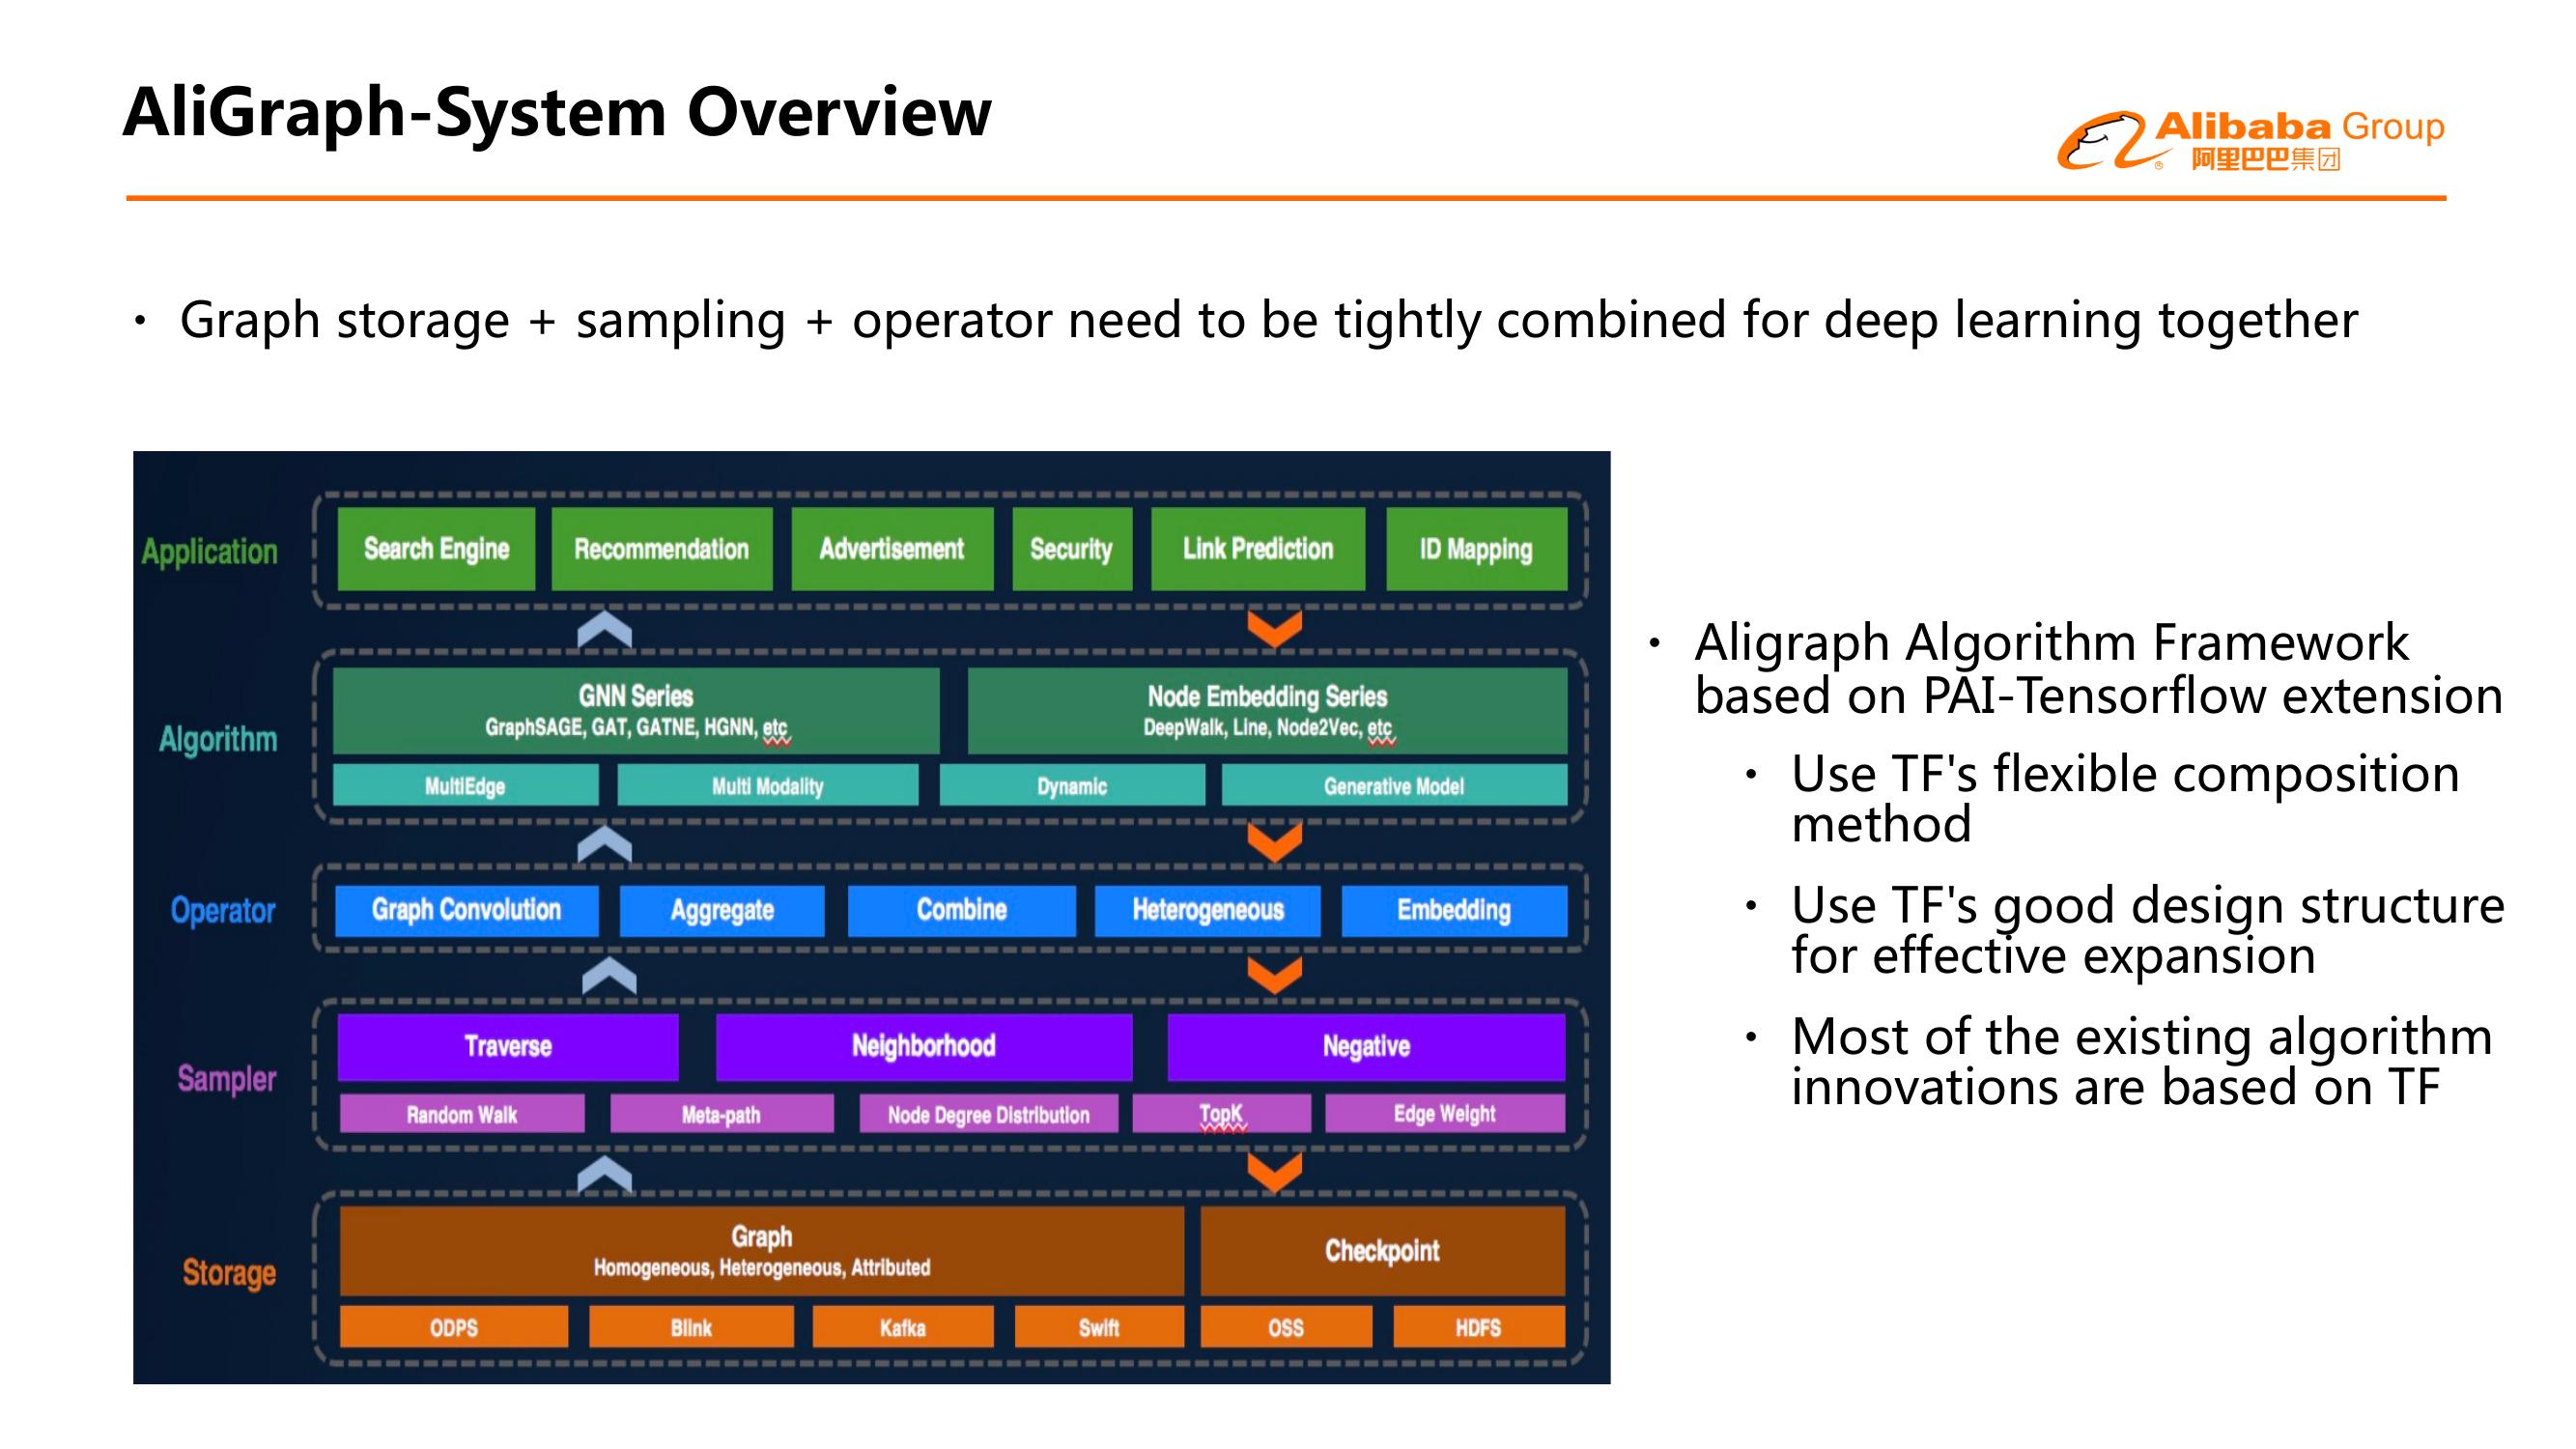 AliGraph-System Overview
Alibaba Group
阿里巴巴集团
• Graph storage + sampling + operator need to be tightly combined for deep learning together
Application
Search Engine
Recommendation
Advertisement
Security
Link Prediction
ID Mapping
Algorithm
GNN Series
GraphSAGE, GAT, GATNE, HGNN, etc
Node Embedding Series
DeepWalk, Line, Node2Vec, etc
MultiEdge
Multi Modality
Dynamic
Generative Model
Operator
Graph Convolution
Aggregate
Combine
Heterogeneous
Embedding
Sampler
Traverse
Neighborhood
Negative
Random Walk
Meta-path
Node Degree Distribution
TopK
Edge Weight
Storage
Graph
Homogeneous, Heterogeneous, Attributed
Checkpoint
ODPS
Blink
Kafka
Swift
OSS
HDFS
• Aligraph Algorithm Framework
based on PAI-Tensorflow extension
• Use TF's flexible composition
method
• Use TF's good design structure
for effective expansion
• Most of the existing algorithm
innovations are based on TF